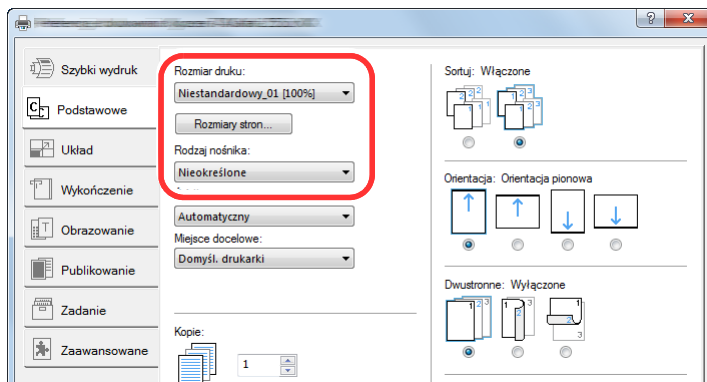 Szybki wydruk
Podstawowe
Układ
Wykończenie
Obrazowanie
Publikowanie
Zadanie
Zaawansowane
Rozmiar druku:
Niestandardowy_01 [100%]
Rozmiary stron...
Rodzaj nośnika:
Nieokreślone
Automatyczny
Miejsce docelowe:
Domyśl. drukarki
Kopie:
1
Sortuj: Włączone
Orientacja: Orientacja pionowa
Dwustronne: Wyłączone